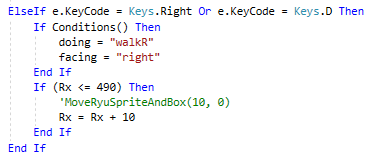 ElseIf e.KeyCode = Keys.Right Or e.KeyCode = Keys.D Then
    If Conditions() Then
        doing = "walkR"
        facing = "right"
    End If
    If (Rx <= 490) Then
        'MoveRyuSpriteAndBox(10, 0)
        Rx = Rx + 10
    End If
End If